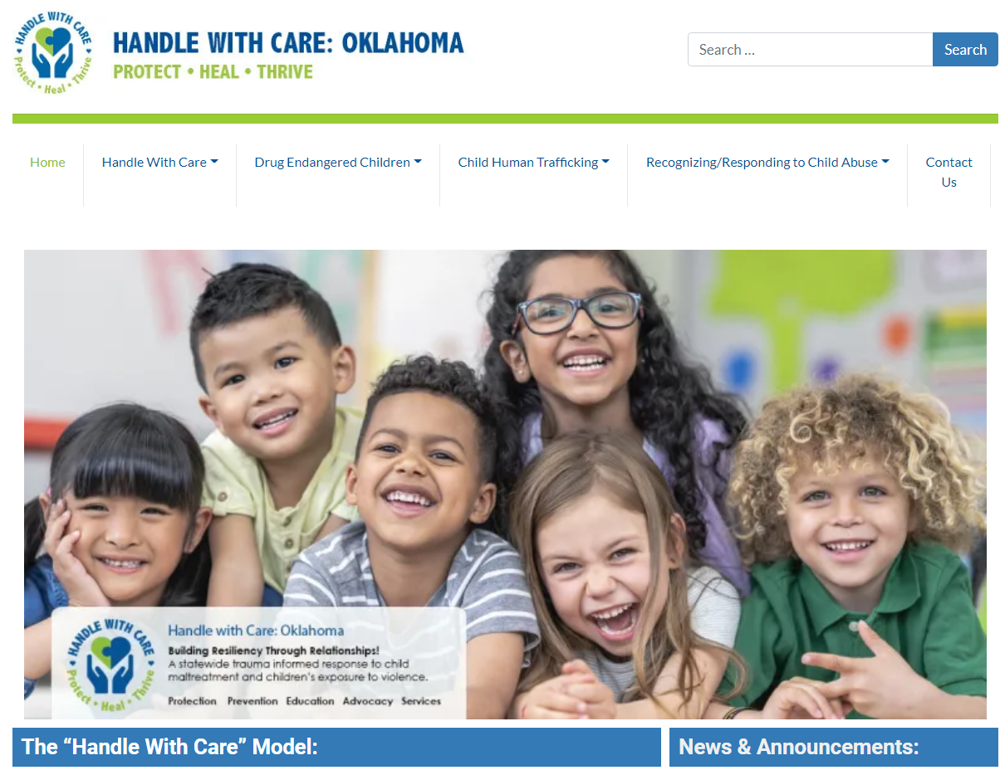 HANDLE WITH CARE
Protect • Heal • Thrive
HANDLE WITH CARE: OKLAHOMA
PROTECT • HEAL • THRIVE
Search ...
Search
Home
Handle With Care
Drug Endangered Children
Child Human Trafficking
Recognizing/Responding to Child Abuse
Contact
Us
HANDLE WITH CARE
Protect • Heal • Thrive
Handle with Care: Oklahoma
Building Resiliency Through Relationships!
A statewide trauma informed response to child
maltreatment and children's exposure to violence.
Protection Prevention Education Advocacy Services
The “Handle With Care” Model:
News & Announcements: